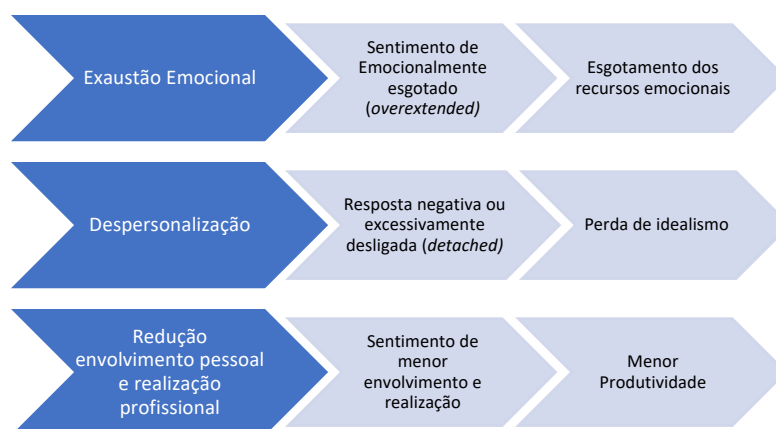 Exaustão Emocional
Sentimento de
Emocionalmente
esgotado
(overextended)
Esgotamento dos
recursos emocionais
Despersonalização
Resposta negativa ou
excessivamente
desligada (detached)
Perda de idealismo
Redução
envolvimento pessoal
e realização
profissional
Sentimento de
menor
envolvimento e
realização
Menor
Produtividade